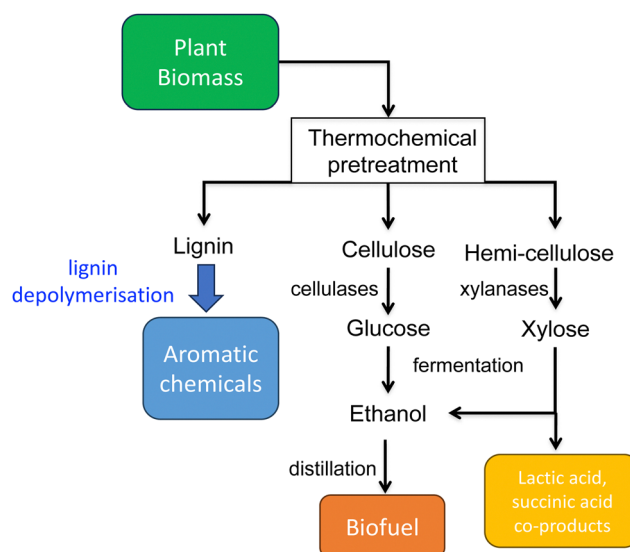 Plant
Biomass
Thermochemical
pretreatment
Lignin
Cellulose
Hemi-cellulose
lignin
depolymerisation
cellulases
xylanases
Glucose
Xylose
Aromatic
chemicals
fermentation
Ethanol
distillation
Lactic acid,
succinic acid
co-products
Biofuel